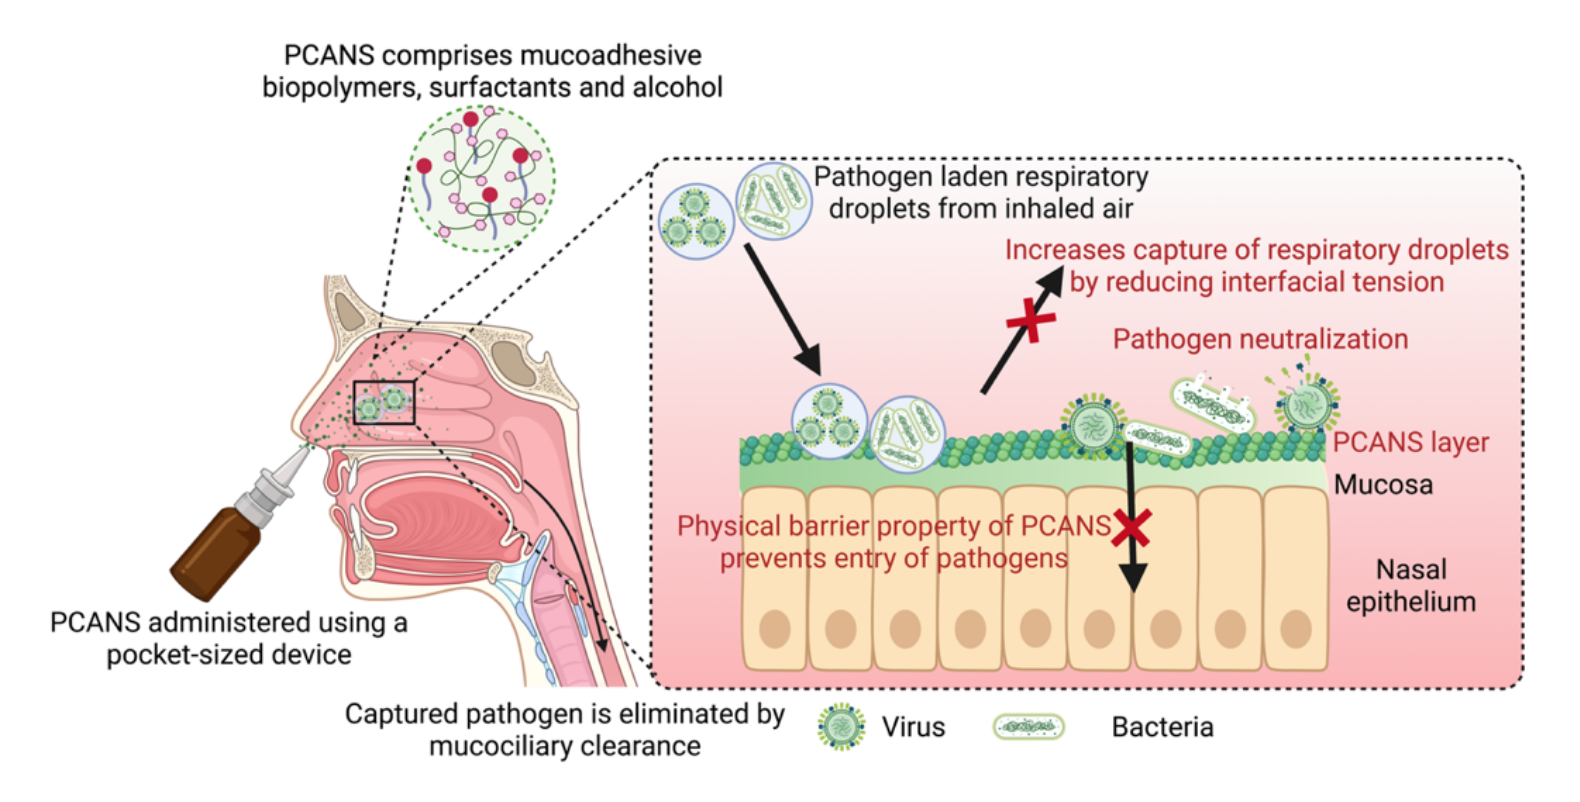 PCANS comprises mucoadhesive
biopolymers, surfactants and alcohol
Pathogen laden respiratory
droplets from inhaled air
Increases capture of respiratory droplets
by reducing interfacial tension
Pathogen neutralization
PCANS layer
Mucosa
Physical barrier property of PCANS
prevents entry of pathogens
Nasal
epithelium
PCANS administered using a
pocket-sized device
Captured pathogen is eliminated by
mucociliary clearance
Virus
Bacteria